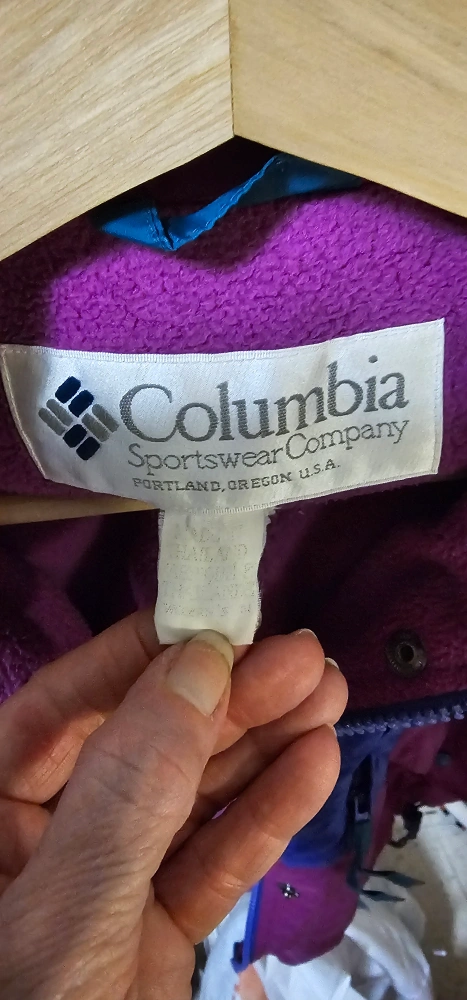 Columbia
Sportswear Company
PORTLAND, OREGON U.S.A.
THAILAND